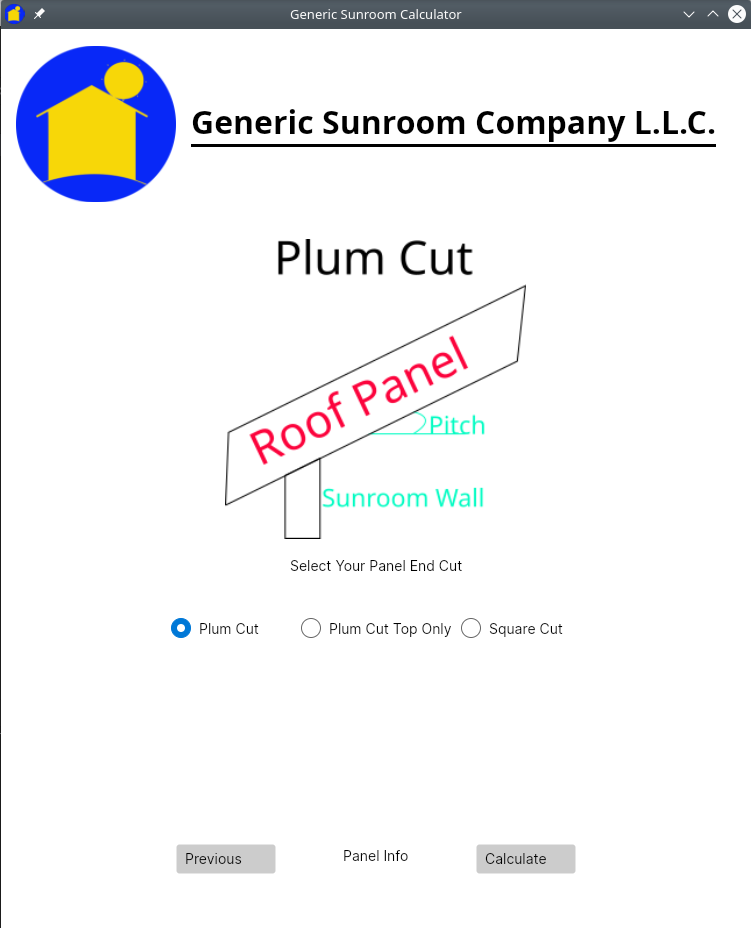 Generic Sunroom Calculator
Generic Sunroom Company L.L.C.
Plum Cut
Roof Panel
Pitch
Sunroom Wall
Select Your Panel End Cut
Plum Cut Plum Cut Top Only Square Cut
Previous Panel Info Calculate